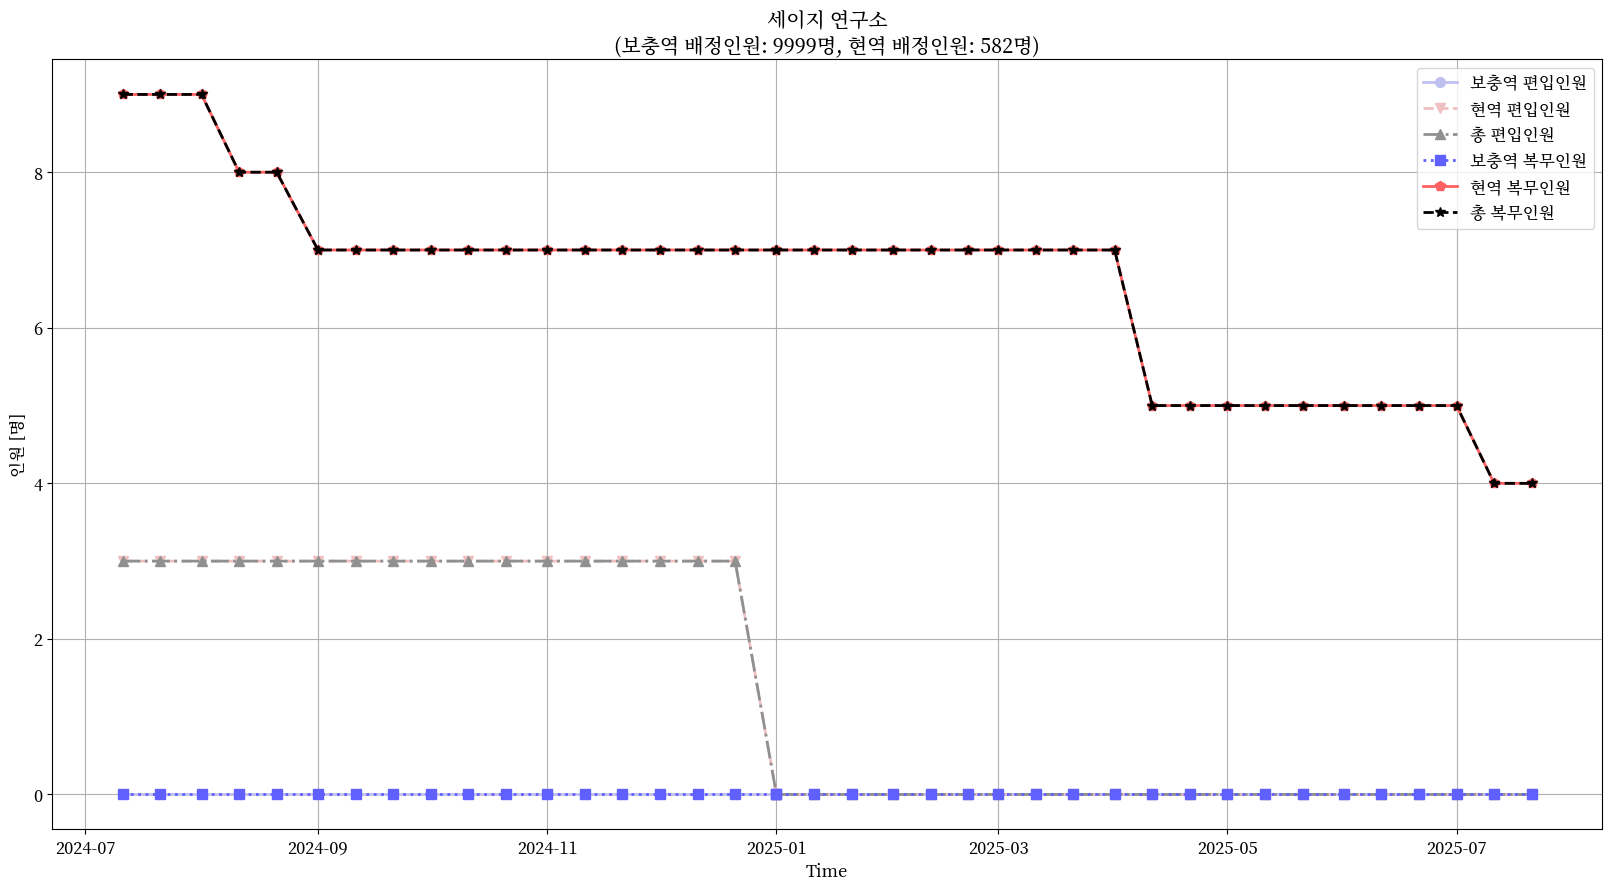 세이지 연구소
(보충역 배정인원: 9999명, 현역 배정인원: 582명)
보충역 편입인원
현역 편입인원
총 편입인원
보충역 복무인원
현역 복무인원
총 복무인원
인원 [명]
8
6
4
2
0
2024-07
2024-09
2024-11
2025-01
2025-03
2025-05
2025-07
Time